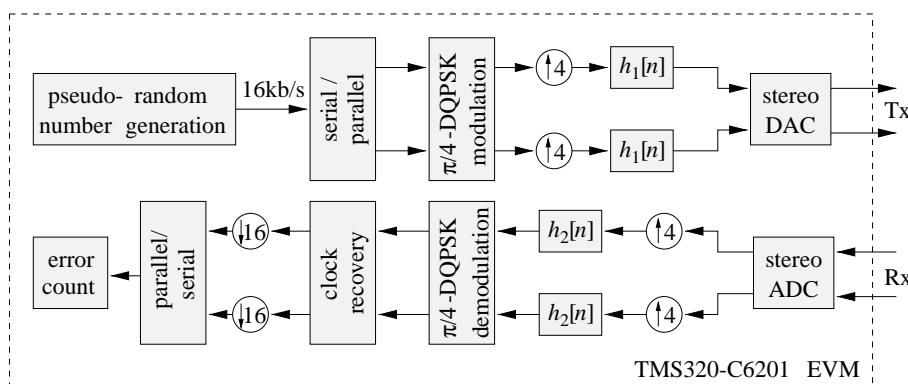 pseudo- random
number generation
16kb/s
serial /
parallel
π/4-DQPSK
modulation
↑4
h₁[n]
↑4
h₁[n]
stereo
DAC
Tx
error
count
parallel/
serial
↓16
↓16
clock
recovery
π/4-DQPSK
demodulation
h₂[n]
↑4
h₂[n]
↑4
stereo
ADC
Rx
TMS320-C6201 EVM